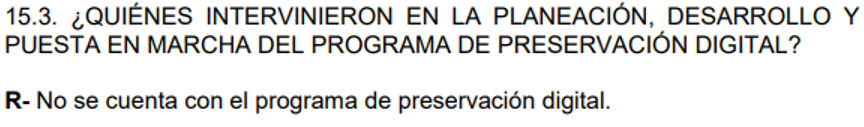 15.3. ¿QUIÉNES INTERVINIERON EN LA PLANEACIÓN, DESARROLLO Y
PUESTA EN MARCHA DEL PROGRAMA DE PRESERVACIÓN DIGITAL?
R- No se cuenta con el programa de preservación digital.